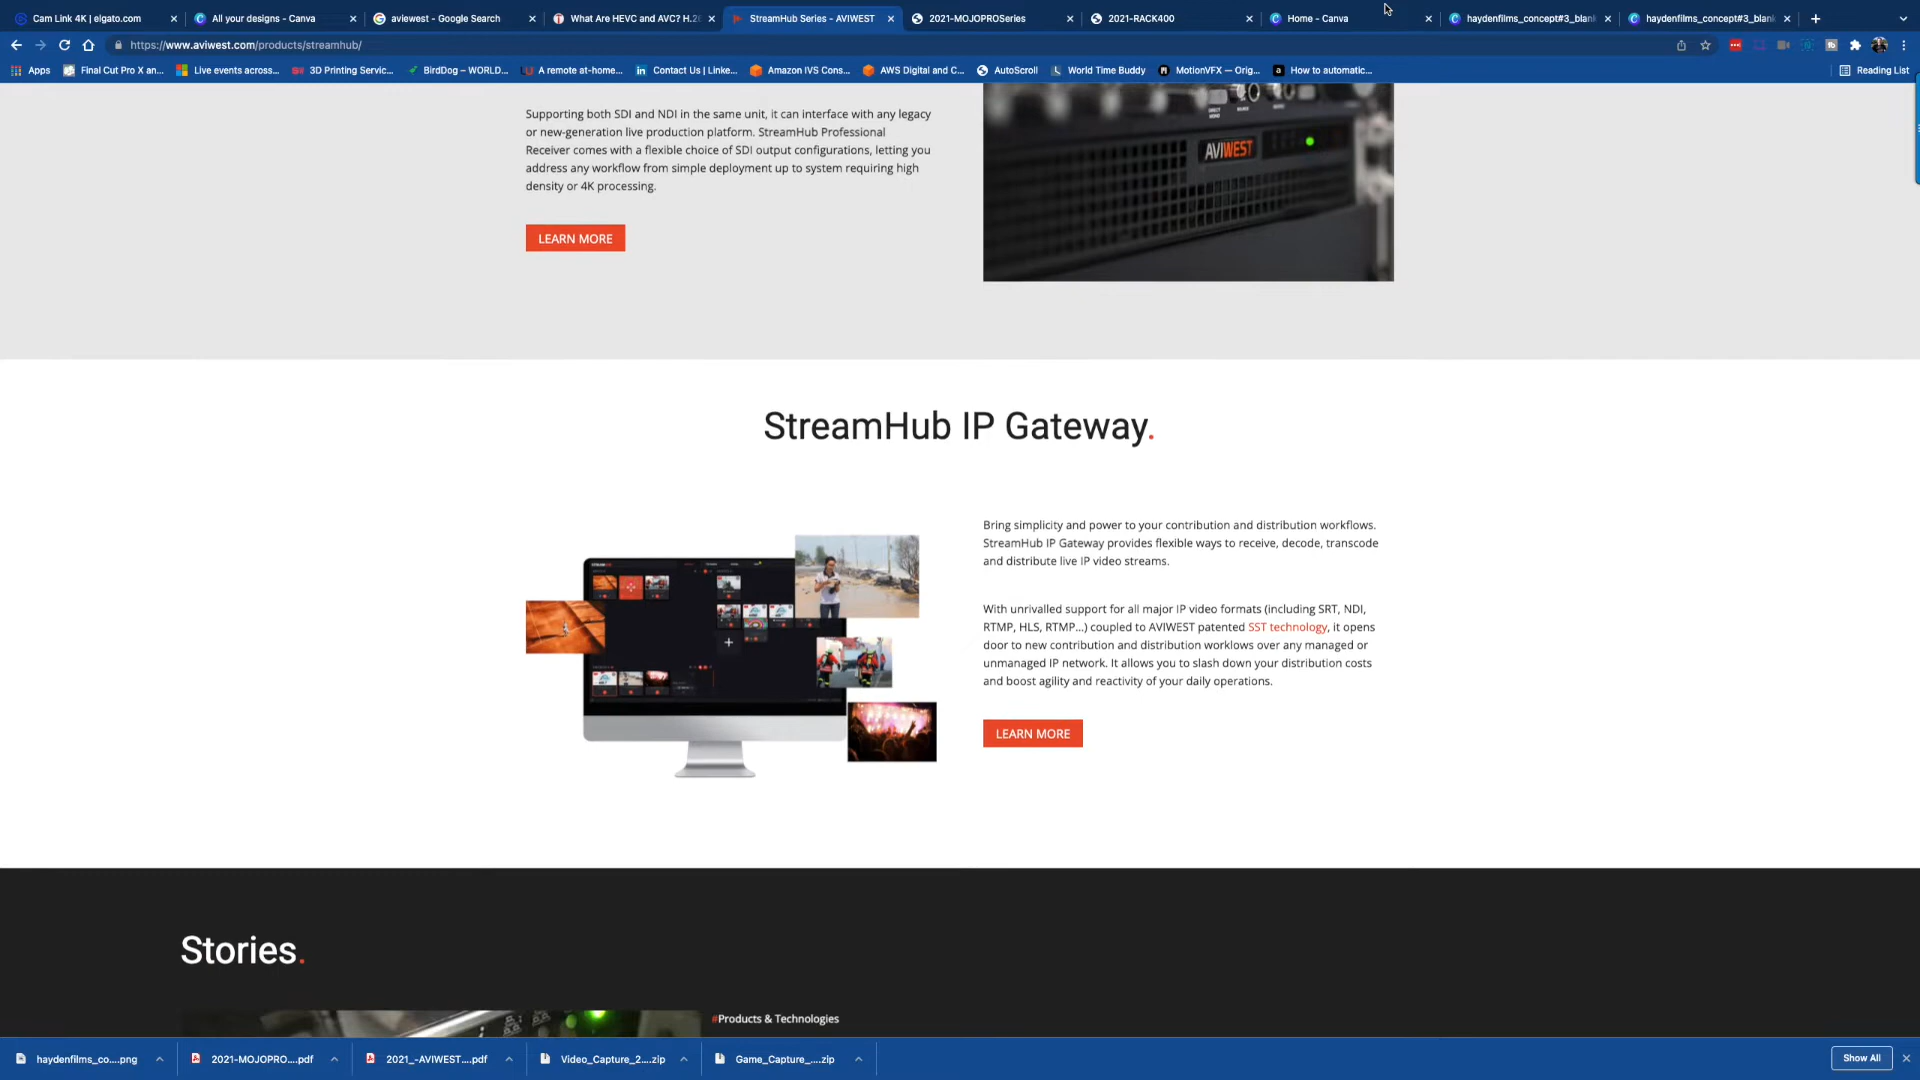 Cam Link 4K | elgato.com
All your designs - Canva
aviewest - Google Search
What Are HEVC and AVC? H.26
StreamHub Series - AVIWEST
2021-MOJOPROSeries
2021-RACK400
Home - Canva
haydenfilms_concept#3_blank
haydenfilms_concept#3_blank
https://www.aviwest.com/products/streamhub/
Apps
Final Cut Pro X an...
Live events across...
3D Printing Servic...
BirdDog – WORLD...
A remote at-home...
Contact Us | Linke...
Amazon IVS Cons...
AWS Digital and C...
AutoScroll
World Time Buddy
MotionVFX — Orig...
How to automatic...
Reading List
Supporting both SDI and NDI in the same unit, it can interface with any legacy
or new-generation live production platform. StreamHub Professional
Receiver comes with a flexible choice of SDI output configurations, letting you
address any workflow from simple deployment up to system requiring high
density or 4K processing.
LEARN MORE
AVIWEST
StreamHub IP Gateway.
Bring simplicity and power to your contribution and distribution workflows.
StreamHub IP Gateway provides flexible ways to receive, decode, transcode
and distribute live IP video streams.
With unrivalled support for all major IP video formats (including SRT, NDI,
RTMP, HLS, RTMP...) coupled to AVIWEST patented SST technology, it opens
door to new contribution and distribution worklows over any managed or
unmanaged IP network. It allows you to slash down your distribution costs
and boost agility and reactivity of your daily operations.
LEARN MORE
Stories.
#Products & Technologies
haydenfilms_co....png
2021-MOJOPRO....pdf
2021_-AVIWEST....pdf
Video_Capture_2....zip
Game_Capture_....zip
Show All